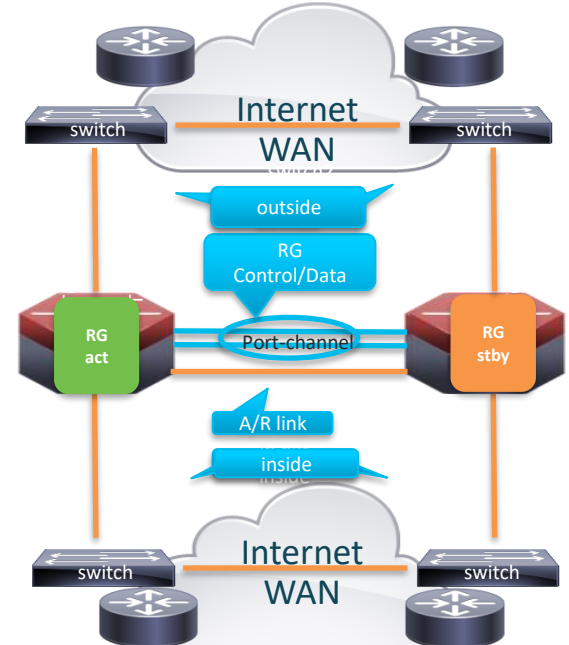 Internet
WAN
switch
switch
outside
RG
Control/Data
RG
act
Port-channel
RG
stby
A/R link
inside
inside
Internet
WAN
switch
switch